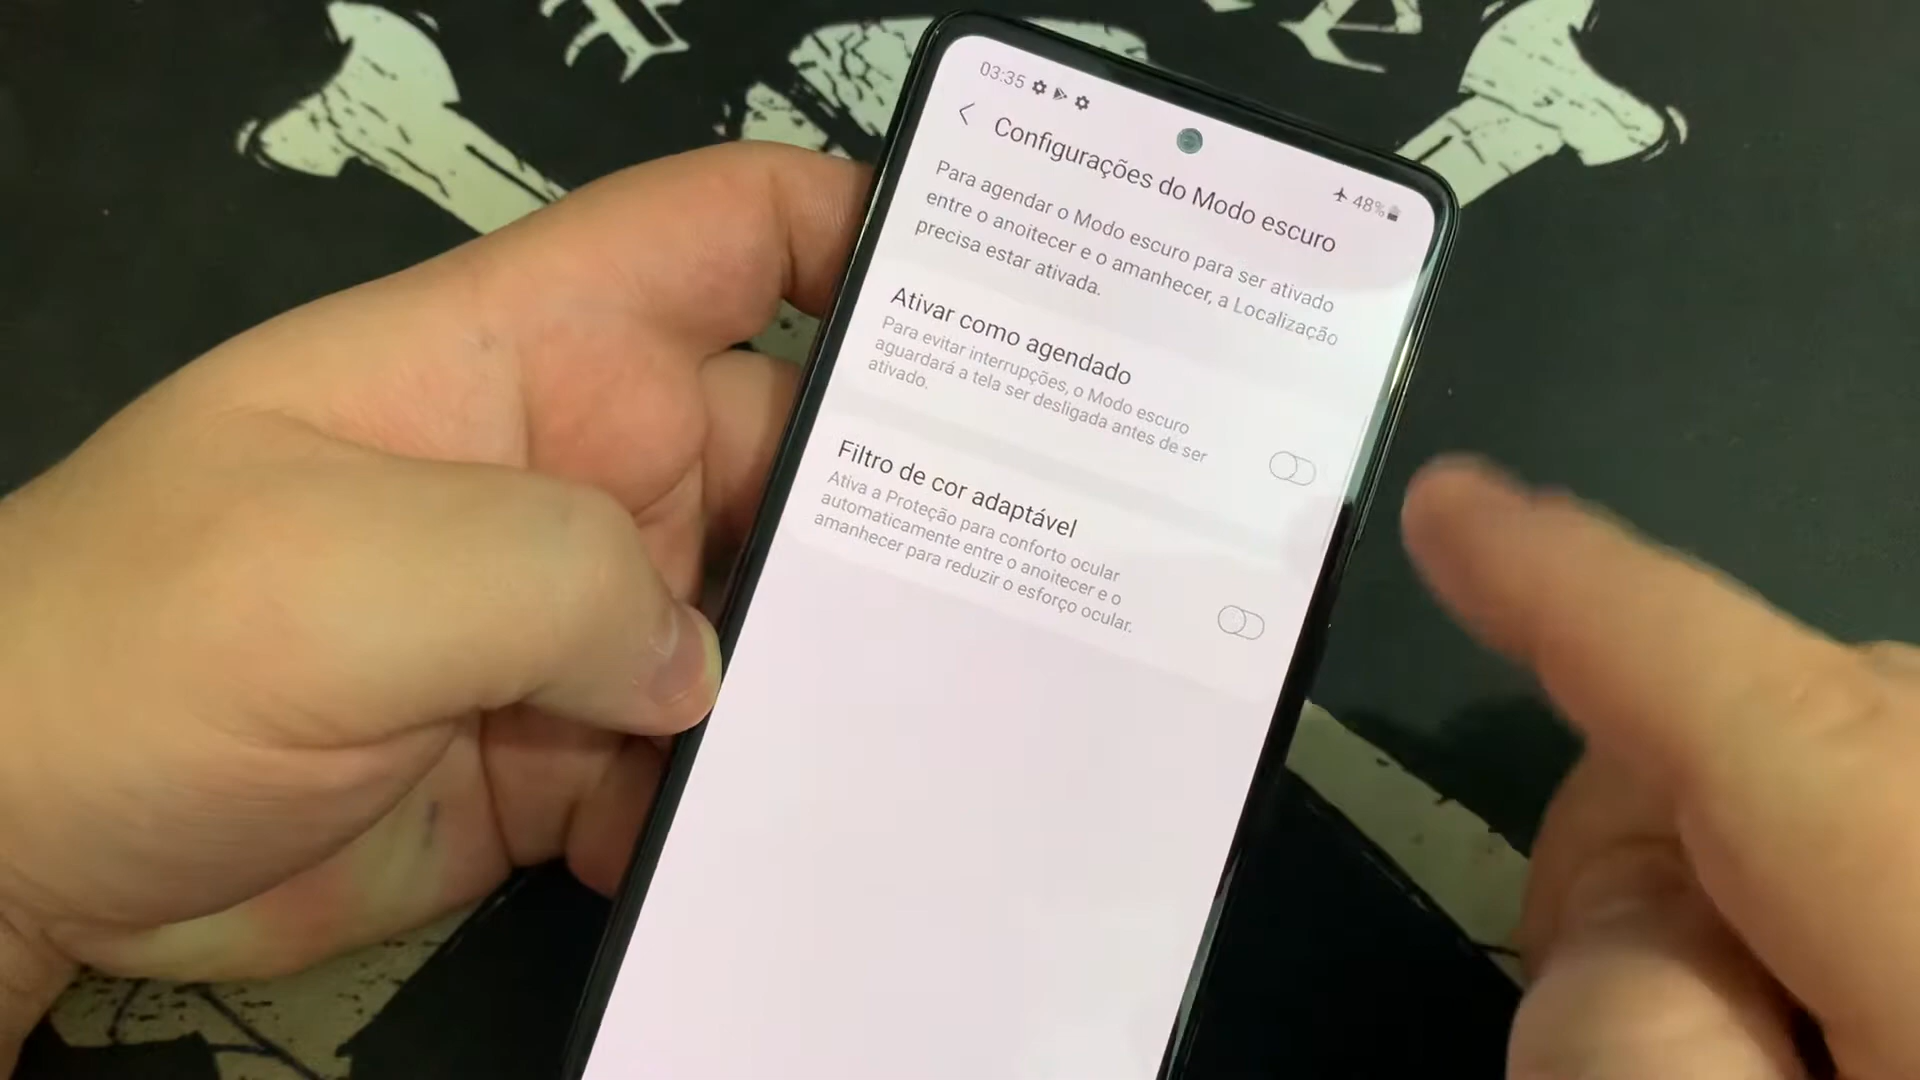 03:35
48%
Configurações do Modo escuro
Para agendar o Modo escuro para ser ativado
entre o anoitecer e o amanhecer, a Localização
precisa estar ativada.
Ativar como agendado
Para evitar interrupções, o Modo escuro
aguardará a tela ser desligada antes de ser
ativado.
Filtro de cor adaptável
Ativa a Proteção para conforto ocular
automaticamente entre o anoitecer e o
amanhecer para reduzir o esforço ocular.